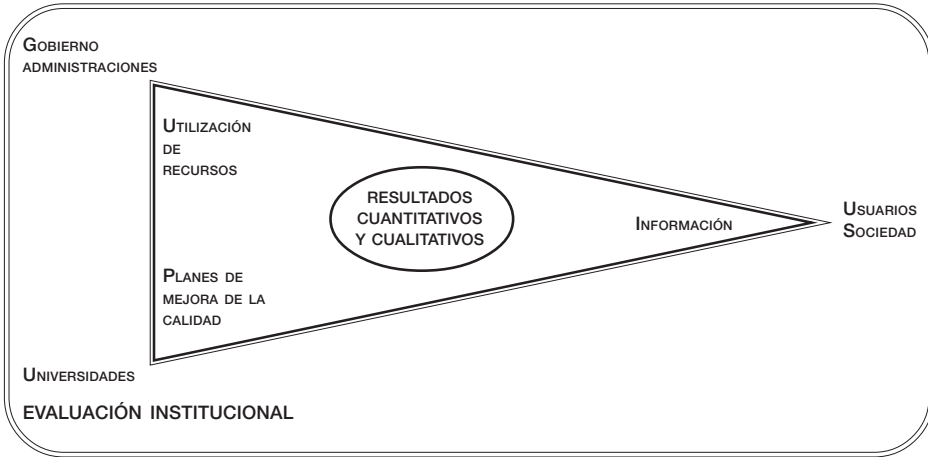 GOBIERNO
ADMINISTRACIONES
UTILIZACIÓN
DE
RECURSOS
RESULTADOS
CUANTITATIVOS
Y CUALITATIVOS
INFORMACIÓN
USUARIOS
SOCIEDAD
PLANES DE
MEJORA DE LA
CALIDAD
UNIVERSIDADES
EVALUACIÓN INSTITUCIONAL